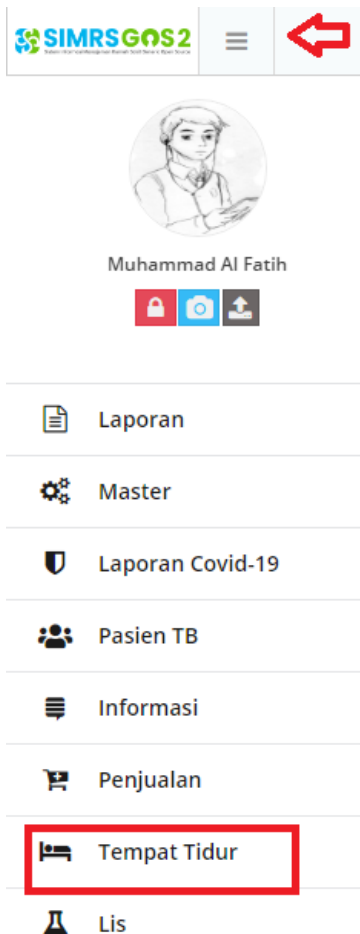 SIMRSGOS2
Muhammad Al Fatih
Laporan
Master
Laporan Covid-19
Pasien TB
Informasi
Penjualan
Tempat Tidur
Lis